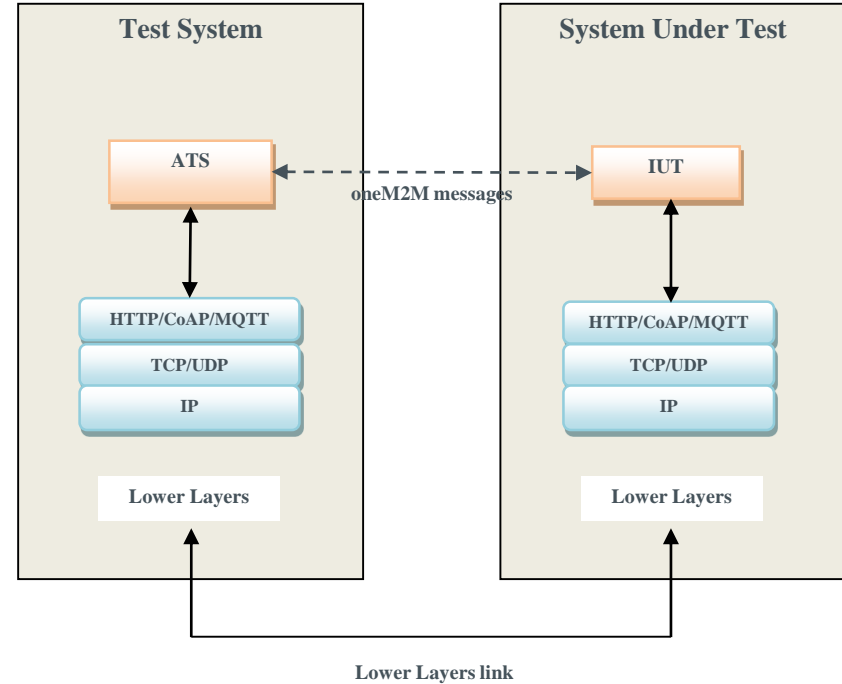 Test System
ATS
HTTP/CoAP/MQTT
TCP/UDP
IP
Lower Layers
oneM2M messages
System Under Test
IUT
HTTP/CoAP/MQTT
TCP/UDP
IP
Lower Layers
Lower Layers link